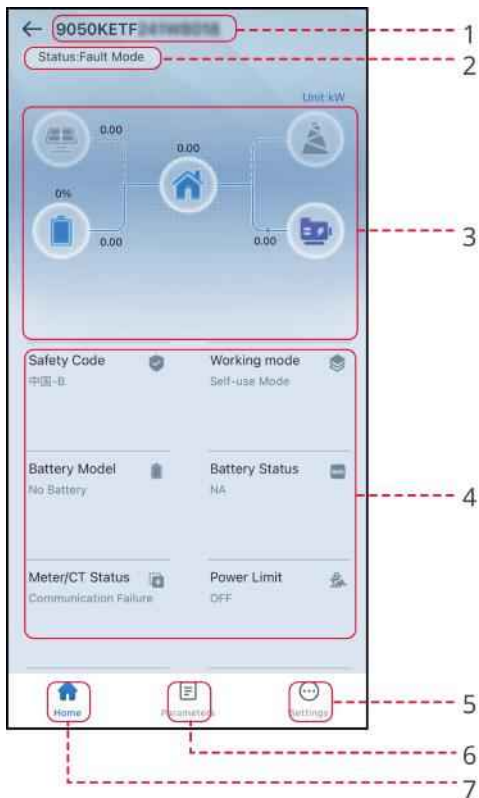 9050KETF
Status:Fault Mode
Unit:kW
0.00
0.00
0%
0.00
0.00
Safety Code
中国-B
Working mode
Self-use Mode
Battery Model
No Battery
Battery Status
NA
Meter/CT Status
Communication Failure
Power Limit
OFF
Home
Parameters
Settings
1
2
3
4
5
6
7